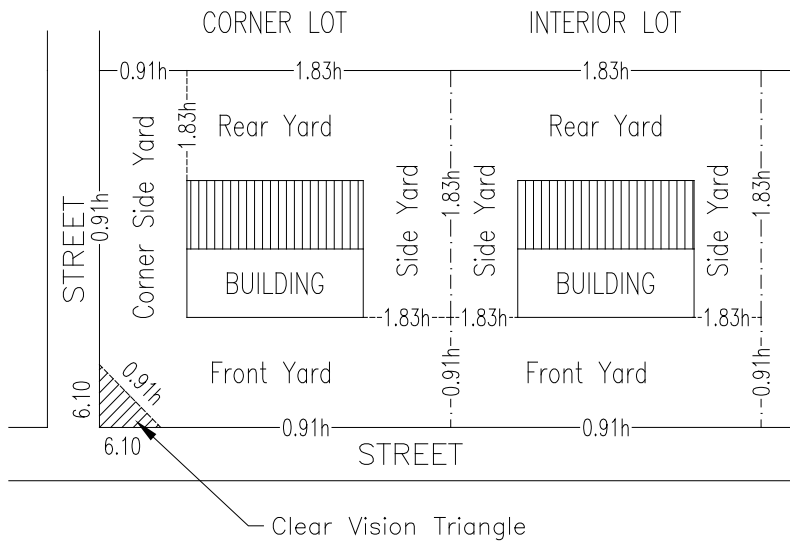 CORNER LOT
INTERIOR LOT
0.91h
1.83h
1.83h
1.83h
Rear Yard
Rear Yard
STREET
0.91h
Corner Side Yard
Side Yard
1.83h
Side Yard
Side Yard
1.83h
BUILDING
BUILDING
1.83h
1.83h
1.83h
Front Yard
Front Yard
0.91h
0.91h
0.91h
6.10
6.10
0.91h
0.91h
STREET
Clear Vision Triangle